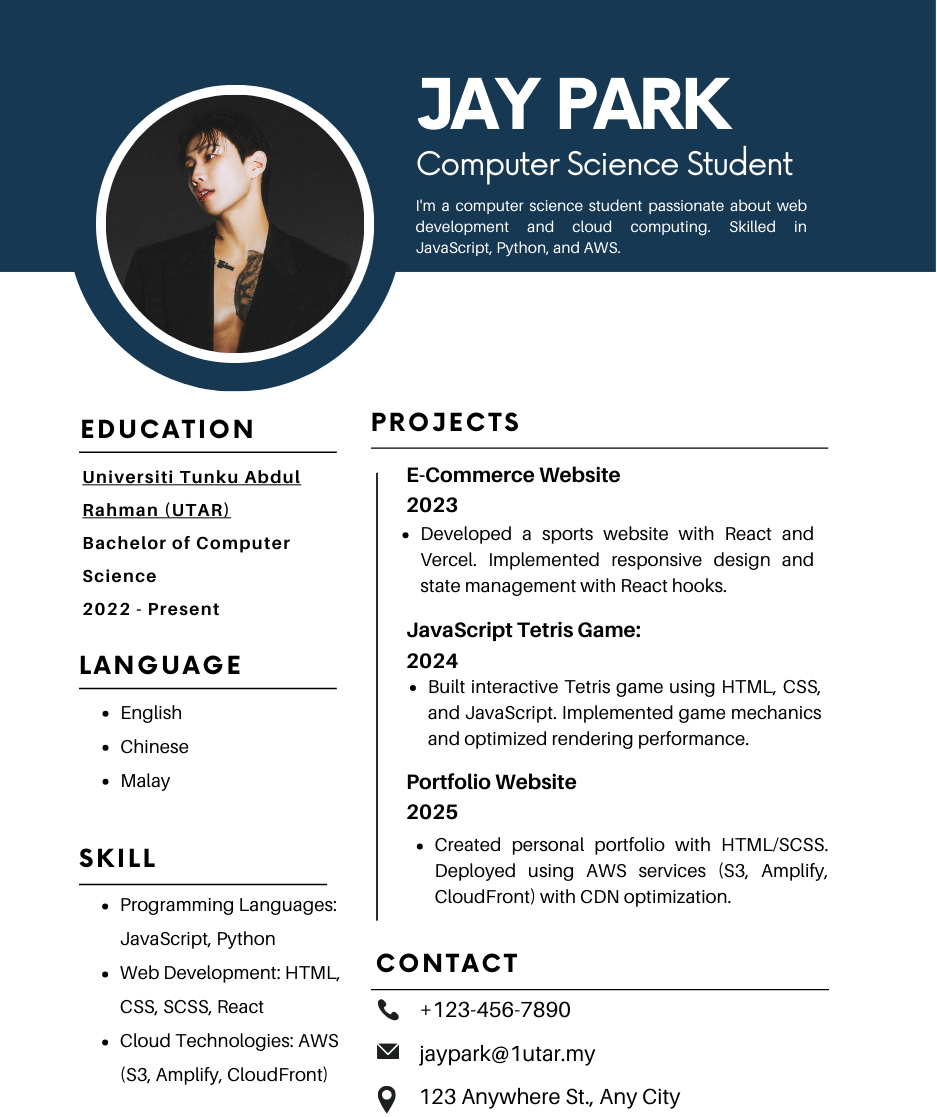 JAY PARK
Computer Science Student
I'm a computer science student passionate about web
development and cloud computing. Skilled in
JavaScript, Python, and AWS.
EDUCATION
Universiti Tunku Abdul
Rahman (UTAR)
Bachelor of Computer
Science
2022 - Present
LANGUAGE
• English
• Chinese
• Malay
SKILL
• Programming Languages:
JavaScript, Python
• Web Development: HTML,
CSS, SCSS, React
• Cloud Technologies: AWS
(S3, Amplify, CloudFront)
PROJECTS
E-Commerce Website
2023
• Developed a sports website with React and
Vercel. Implemented responsive design and
state management with React hooks.
JavaScript Tetris Game:
2024
• Built interactive Tetris game using HTML, CSS,
and JavaScript. Implemented game mechanics
and optimized rendering performance.
Portfolio Website
2025
• Created personal portfolio with HTML/SCSS.
Deployed using AWS services (S3, Amplify,
CloudFront) with CDN optimization.
CONTACT
+123-456-7890
jaypark@1utar.my
123 Anywhere St., Any City